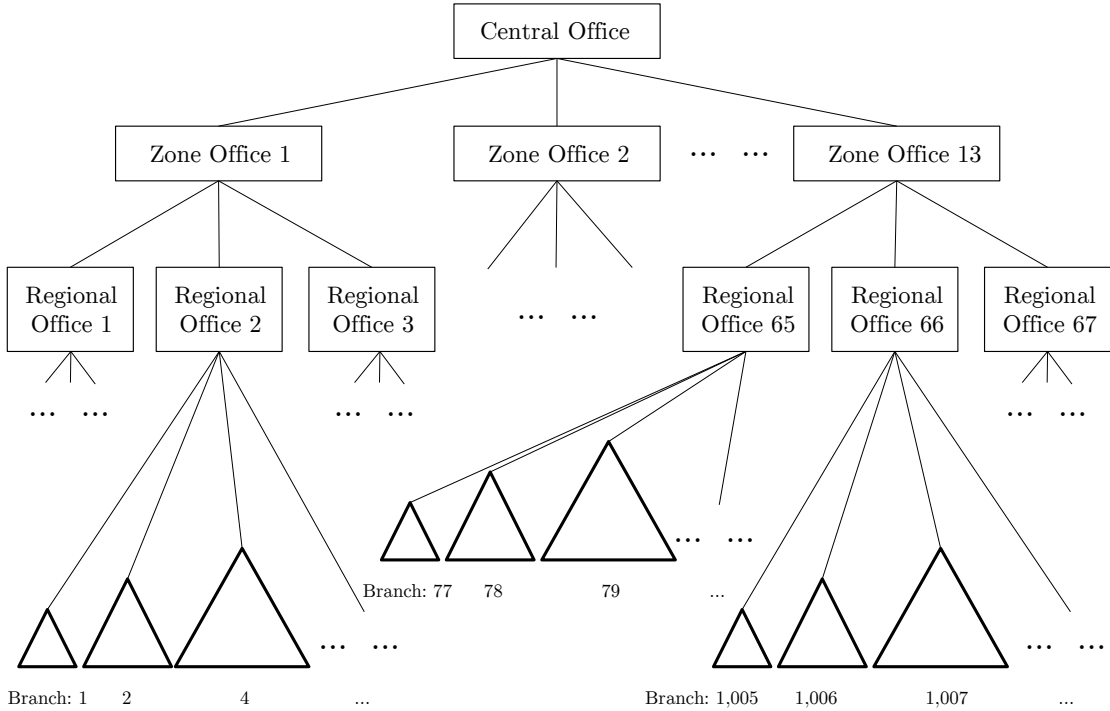 Central Office
Zone Office 1
Zone Office 2
... ...
Zone Office 13
Regional
Office 1
Regional
Office 2
Regional
Office 3
... ...
Regional
Office 65
Regional
Office 66
Regional
Office 67
... ...
... ...
... ...
... ...
Branch: 77 78 79 ...
... ...
... ...
Branch: 1 2 4 ...
Branch: 1,005 1,006 1,007 ...